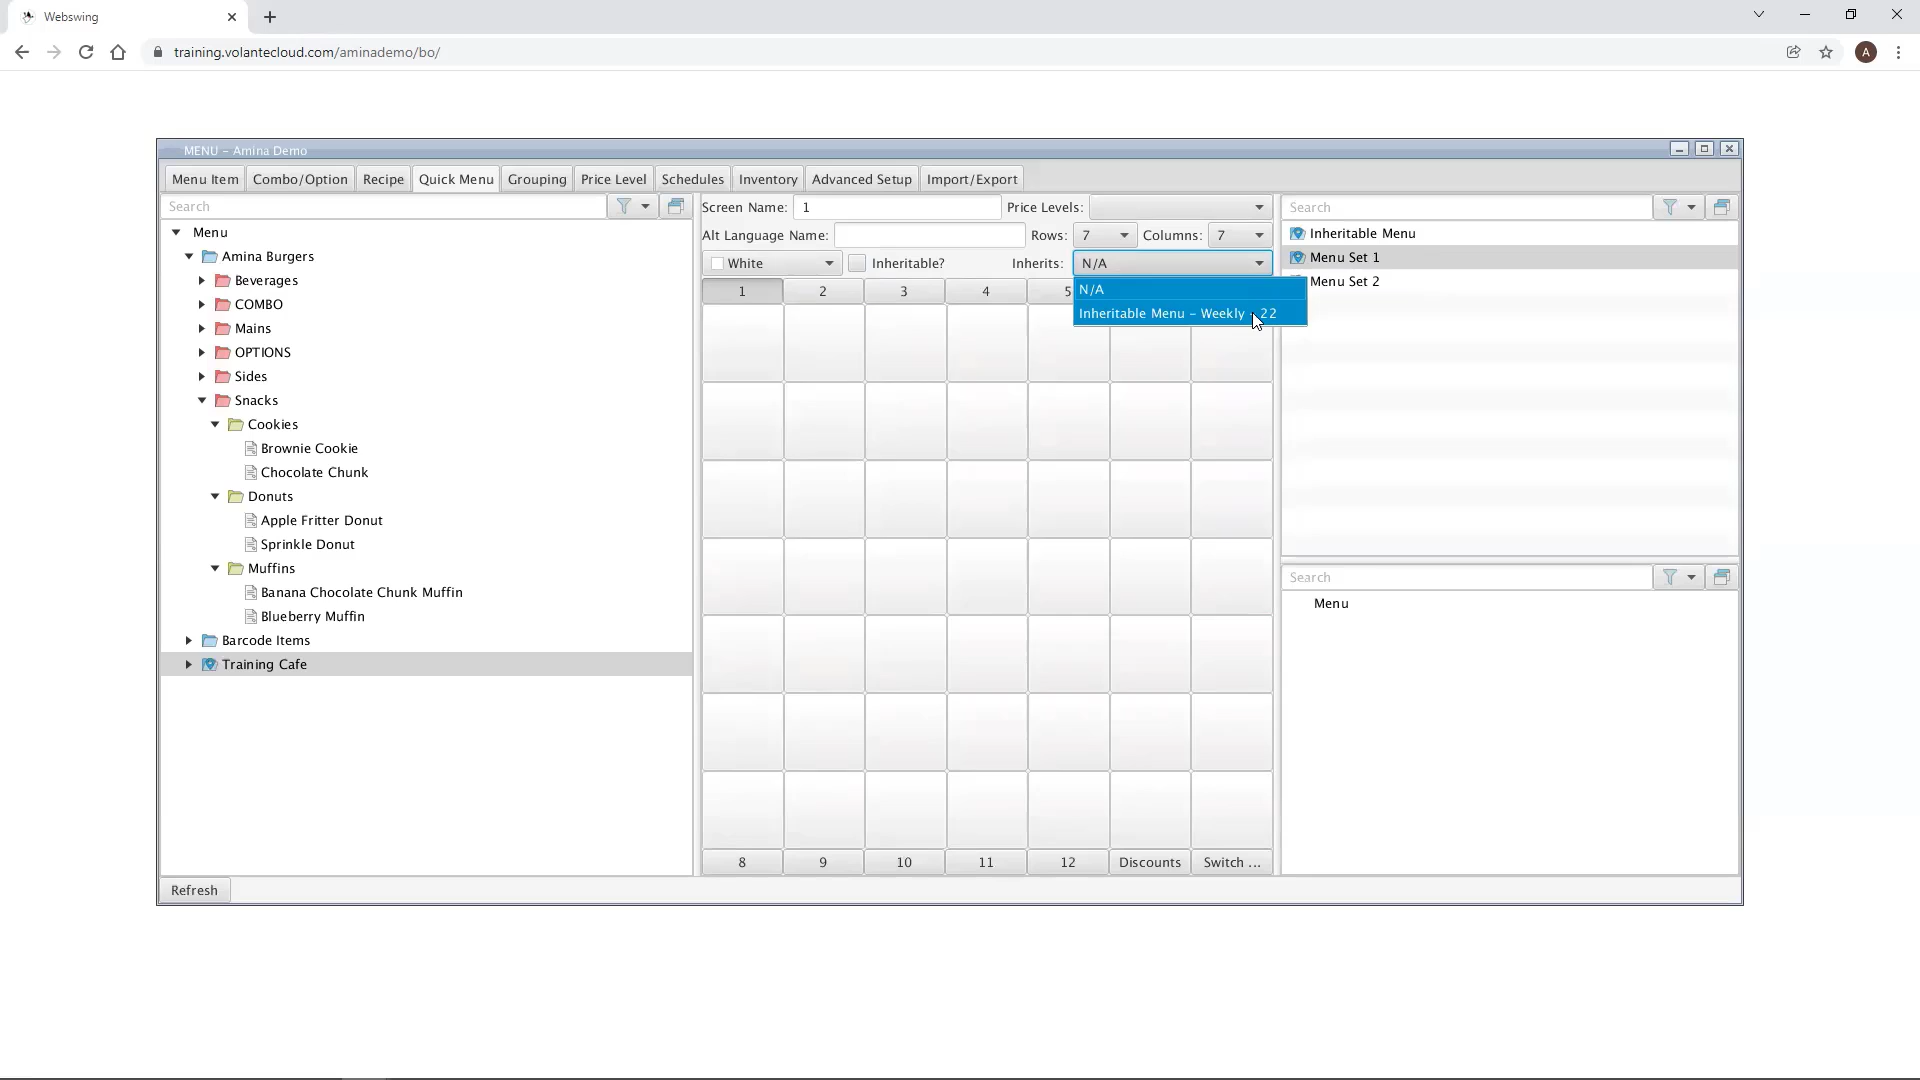 Webswing
training.volantecloud.com/aminademo/bo/
A
MENU - Amina Demo
Menu Item Combo/Option Recipe Quick Menu Grouping Price Level Schedules Inventory Advanced Setup Import/Export
Search
Menu
Amina Burgers
Beverages
COMBO
Mains
OPTIONS
Sides
Snacks
Cookies
Brownie Cookie
Chocolate Chunk
Donuts
Apple Fritter Donut
Sprinkle Donut
Muffins
Banana Chocolate Chunk Muffin
Blueberry Muffin
Barcode Items
Training Cafe
Refresh
Screen Name: 1 Price Levels:
Alt Language Name: Rows: 7 Columns: 7
White Inheritable? Inherits: N/A
N/A
Inheritable Menu - Weekly - 22
1 2 3 4 5
8 9 10 11 12 Discounts Switch ...
Search
Inheritable Menu
Menu Set 1
Menu Set 2
Search
Menu